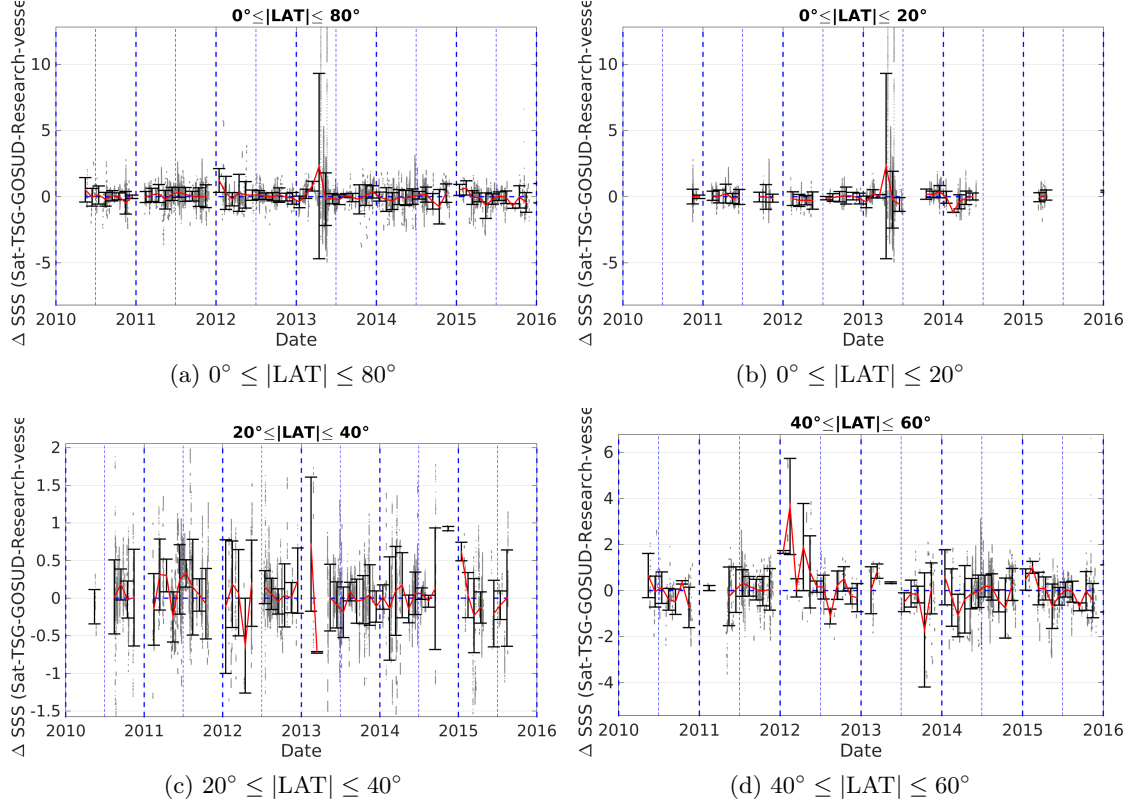 0°≤|LAT|≤ 80°
Δ SSS (Sat-TSG-GOSUD-Research-vesse
10
5
0
-5
2010 2011 2012 2013 2014 2015 2016
Date
(a) 0° ≤ |LAT| ≤ 80°
0°≤|LAT|≤ 20°
Δ SSS (Sat-TSG-GOSUD-Research-vesse
10
5
0
-5
2010 2011 2012 2013 2014 2015 2016
Date
(b) 0° ≤ |LAT| ≤ 20°
20°≤|LAT|≤ 40°
Δ SSS (Sat-TSG-GOSUD-Research-vesse
2
1.5
1
0.5
0
-0.5
-1
-1.5
2010 2011 2012 2013 2014 2015 2016
Date
(c) 20° ≤ |LAT| ≤ 40°
40°≤|LAT|≤ 60°
Δ SSS (Sat-TSG-GOSUD-Research-vesse
6
4
2
0
-2
-4
2010 2011 2012 2013 2014 2015 2016
Date
(d) 40° ≤ |LAT| ≤ 60°